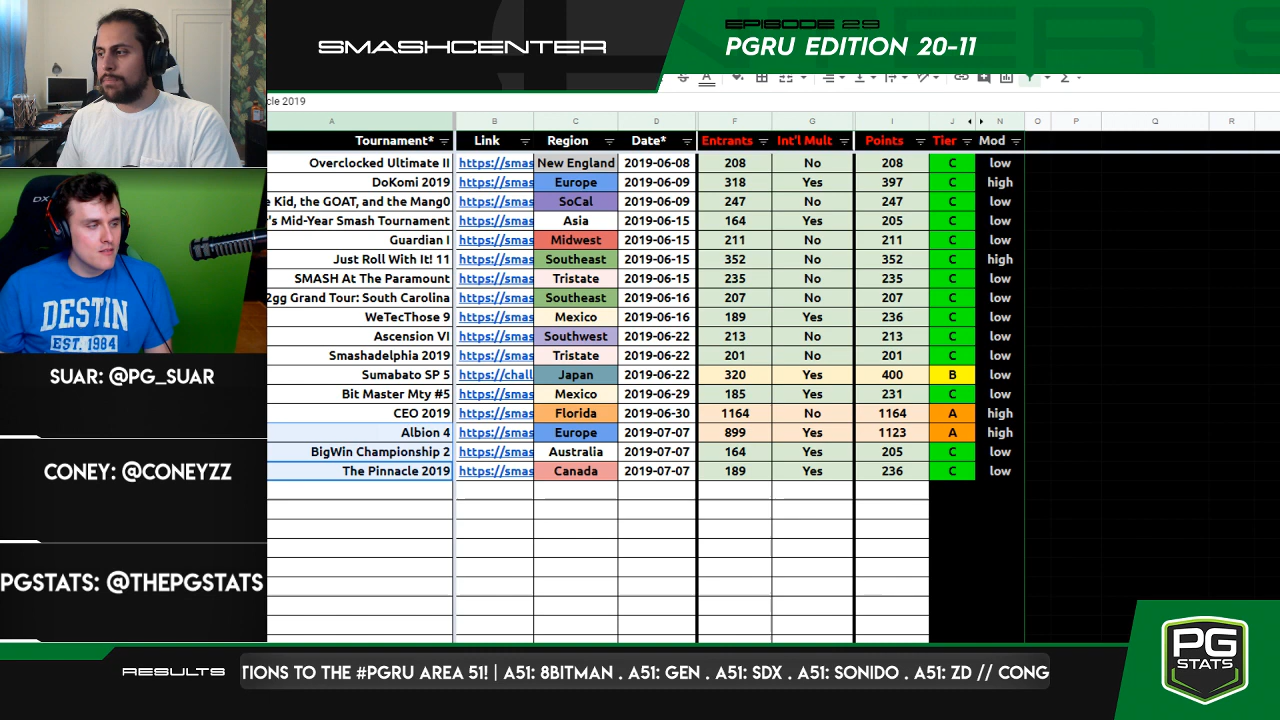 SMASHCENTER
EPISODE 29
PGRU EDITION 20-11
cle 2019
A B C D F G I J N O P Q R
Tournament* Link Region Date* Entrants Int'l Mult Points Tier Mod
Overclocked Ultimate II https://smas New England 2019-06-08 208 No 208 C low
DoKomi 2019 https://smas Europe 2019-06-09 318 Yes 397 C high
e Kid, the GOAT, and the Mang0 https://smas SoCal 2019-06-09 247 No 247 C low
's Mid-Year Smash Tournament https://smas Asia 2019-06-15 164 Yes 205 C low
Guardian I https://smas Midwest 2019-06-15 211 No 211 C low
Just Roll With It! 11 https://smas Southeast 2019-06-15 352 No 352 C high
SMASH At The Paramount https://smas Tristate 2019-06-15 235 No 235 C low
2gg Grand Tour: South Carolina https://smas Southeast 2019-06-16 207 No 207 C low
WeTecThose 9 https://smas Mexico 2019-06-16 189 Yes 236 C low
Ascension VI https://smas Southwest 2019-06-22 213 No 213 C low
Smashadelphia 2019 https://smas Tristate 2019-06-22 201 No 201 C low
Sumabato SP 5 https://chall Japan 2019-06-22 320 Yes 400 B low
Bit Master Mty #5 https://smas Mexico 2019-06-29 185 Yes 231 C low
CEO 2019 https://smas Florida 2019-06-30 1164 No 1164 A high
Albion 4 https://smas Europe 2019-07-07 899 Yes 1123 A high
BigWin Championship 2 https://smas Australia 2019-07-07 164 Yes 205 C low
The Pinnacle 2019 https://smas Canada 2019-07-07 189 Yes 236 C low
DX
DESTIN
EST. 1984
SUAR: @PG_SUAR
CONEY: @CONEYZZ
PGSTATS: @THEPGSTATS
RESULTS
TIONS TO THE #PGRU AREA 51! | A51: 8BITMAN . A51: GEN . A51: SDX . A51: SONIDO . A51: ZD // CONG
PG
STATS